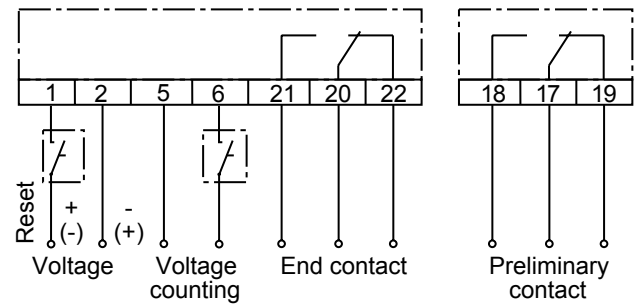 1 2 5 6 21 20 22 18 17 19
Reset
+ -
(-) (+)
Voltage Voltage End contact Preliminary
counting contact